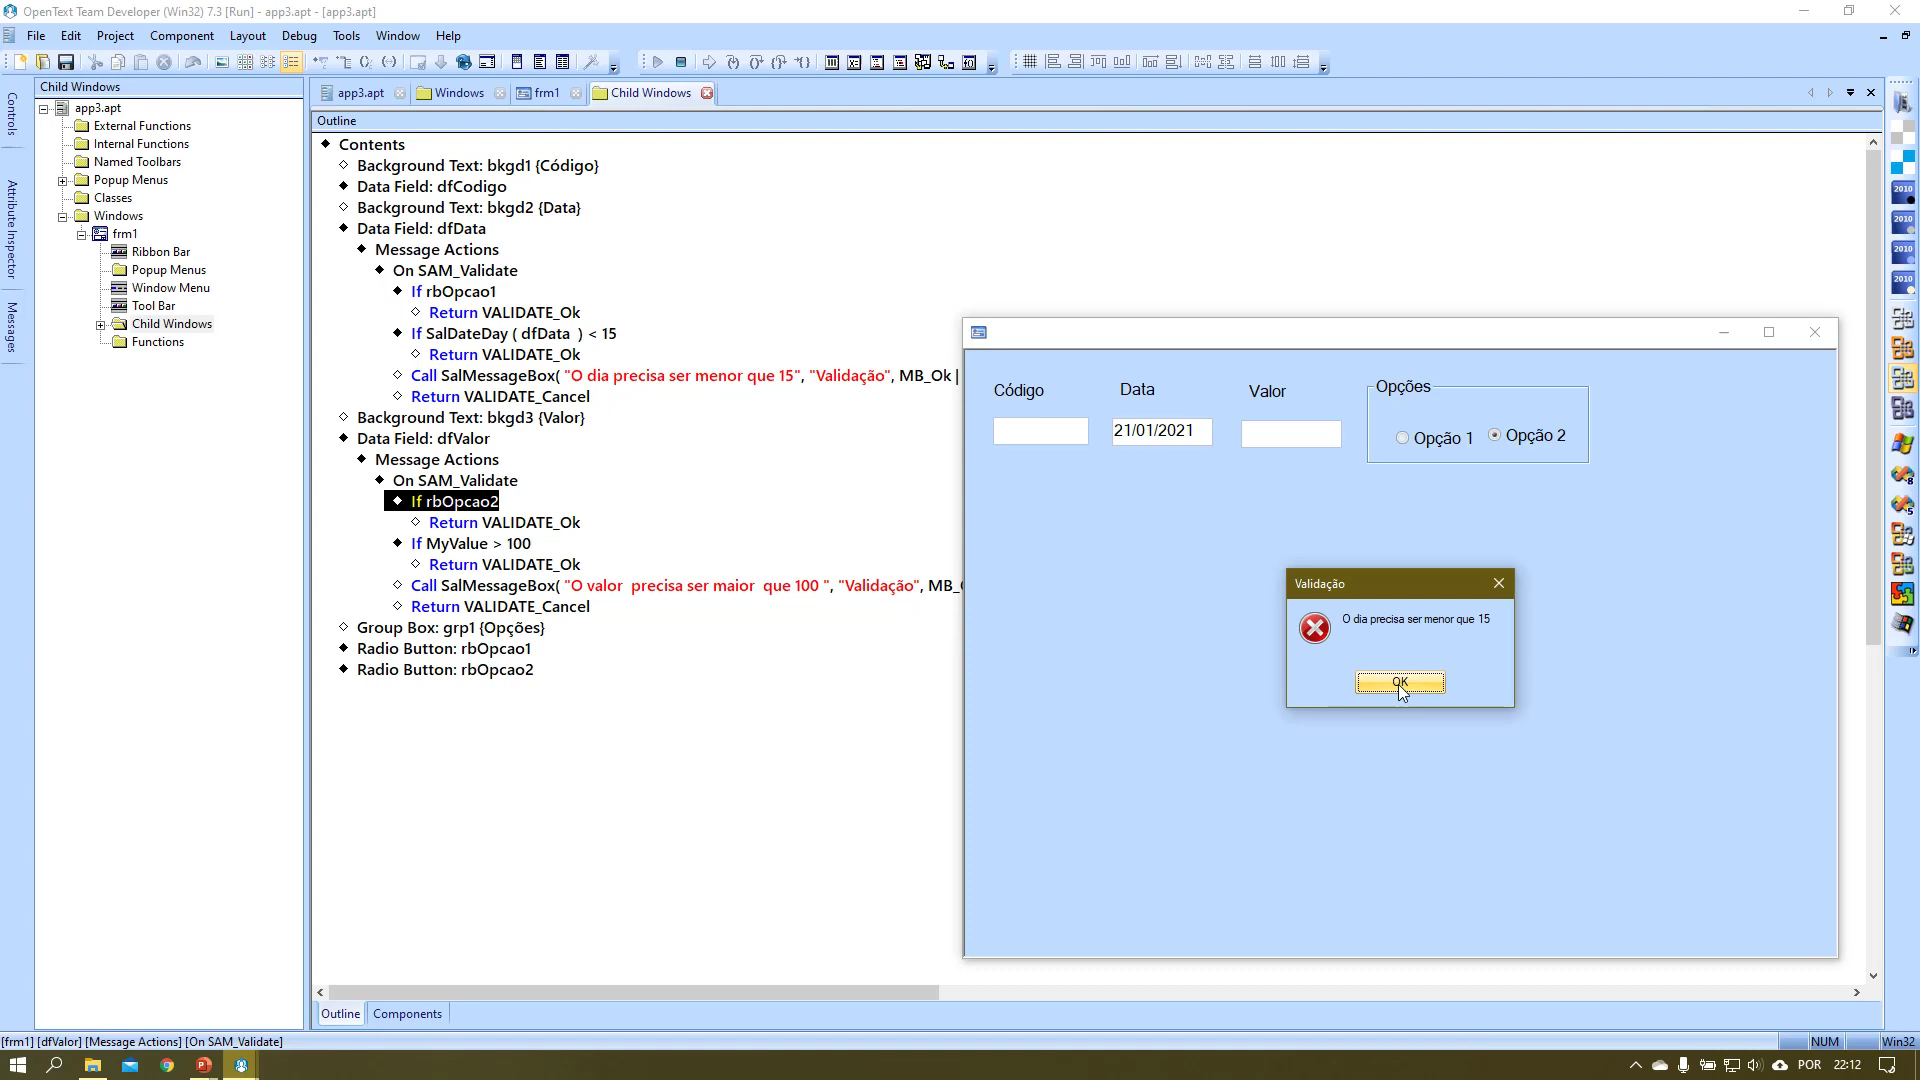 OpenText Team Developer (Win32) 7.3 [Run] - app3.apt - [app3.apt]
File Edit Project Component Layout Debug Tools Window Help
Child Windows
app3.apt Windows frm1 Child Windows
Controls
Attribute Inspector
Messages
app3.apt
External Functions
Internal Functions
Named Toolbars
Popup Menus
Classes
Windows
frm1
Ribbon Bar
Popup Menus
Window Menu
Tool Bar
Child Windows
Functions
Outline
Contents
Background Text: bkgd1 {Código}
Data Field: dfCodigo
Background Text: bkgd2 {Data}
Data Field: dfData
Message Actions
On SAM_Validate
If rbOpcao1
Return VALIDATE_Ok
If SalDateDay ( dfData  ) < 15
Return VALIDATE_Ok
Call SalMessageBox( "O dia precisa ser menor que 15", "Validação", MB_Ok |
Return VALIDATE_Cancel
Background Text: bkgd3 {Valor}
Data Field: dfValor
Message Actions
On SAM_Validate
If rbOpcao2
Return VALIDATE_Ok
If MyValue > 100
Return VALIDATE_Ok
Call SalMessageBox( "O valor  precisa ser maior  que 100 ", "Validação", MB_
Return VALIDATE_Cancel
Group Box: grp1 {Opções}
Radio Button: rbOpcao1
Radio Button: rbOpcao2
Código Data Valor Opções
21/01/2021
Opção 1 Opção 2
Validação
O dia precisa ser menor que 15
OK
2010
2010
2010
2010
Outline Components
[frm1] [dfValor] [Message Actions] [On SAM_Validate]
NUM Win32
POR 22:12